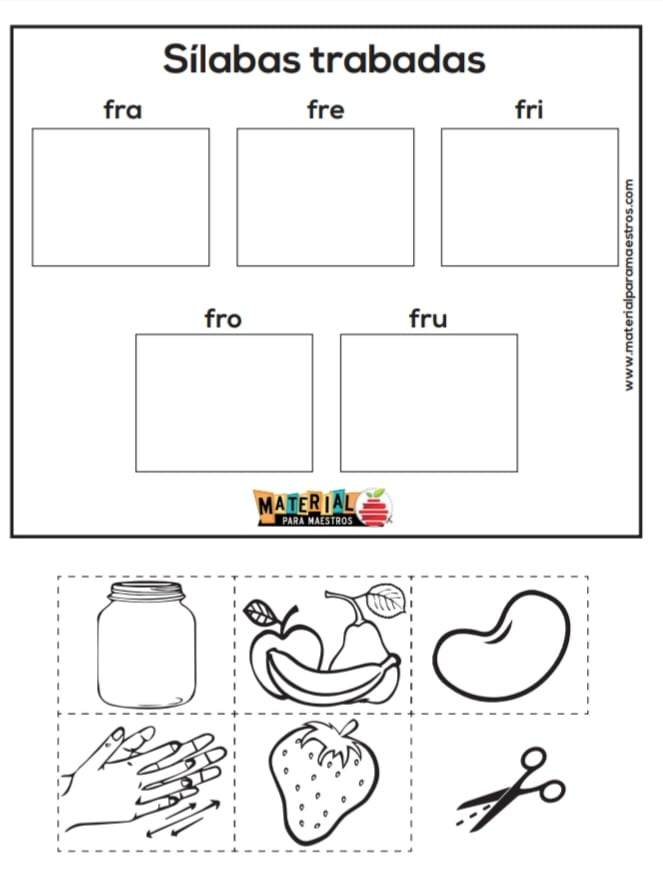 Sílabas trabadas
fra fre fri
fro fru
MATERIAL
PARA MAESTROS
www.materialparamaestros.com